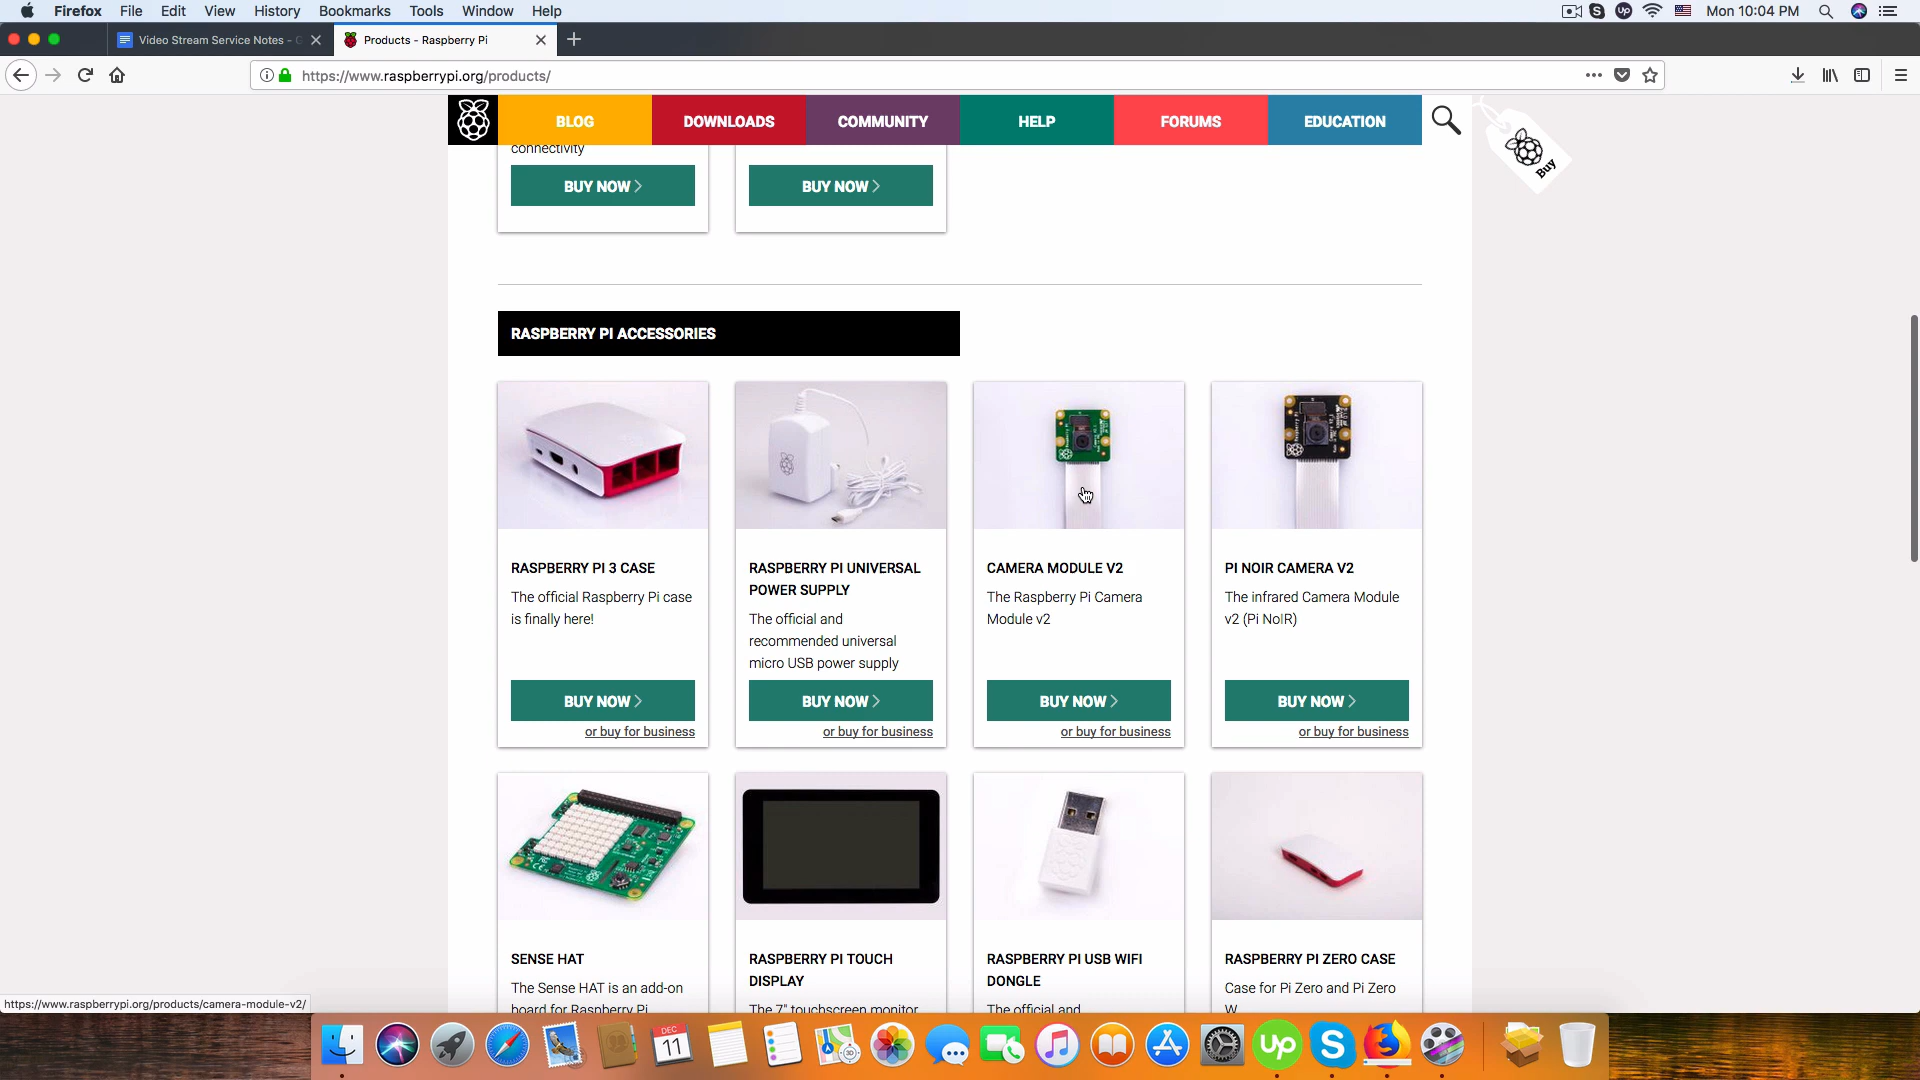 Firefox File Edit View History Bookmarks Tools Window Help
Mon 10:04 PM
Video Stream Service Notes - G
Products - Raspberry Pi
https://www.raspberrypi.org/products/
BLOG DOWNLOADS COMMUNITY HELP FORUMS EDUCATION
Buy
connectivity
BUY NOW BUY NOW
RASPBERRY PI ACCESSORIES
RASPBERRY PI 3 CASE
The official Raspberry Pi case
is finally here!
BUY NOW
or buy for business
RASPBERRY PI UNIVERSAL
POWER SUPPLY
The official and
recommended universal
micro USB power supply
BUY NOW
or buy for business
CAMERA MODULE V2
The Raspberry Pi Camera
Module v2
BUY NOW
or buy for business
PI NOIR CAMERA V2
The infrared Camera Module
v2 (Pi NoIR)
BUY NOW
or buy for business
SENSE HAT
The Sense HAT is an add-on
board for Raspberry Pi
RASPBERRY PI TOUCH
DISPLAY
The 7" touchscreen monitor
RASPBERRY PI USB WIFI
DONGLE
The official and
RASPBERRY PI ZERO CASE
Case for Pi Zero and Pi Zero
W
https://www.raspberrypi.org/products/camera-module-v2/
DEC
11
3D
up